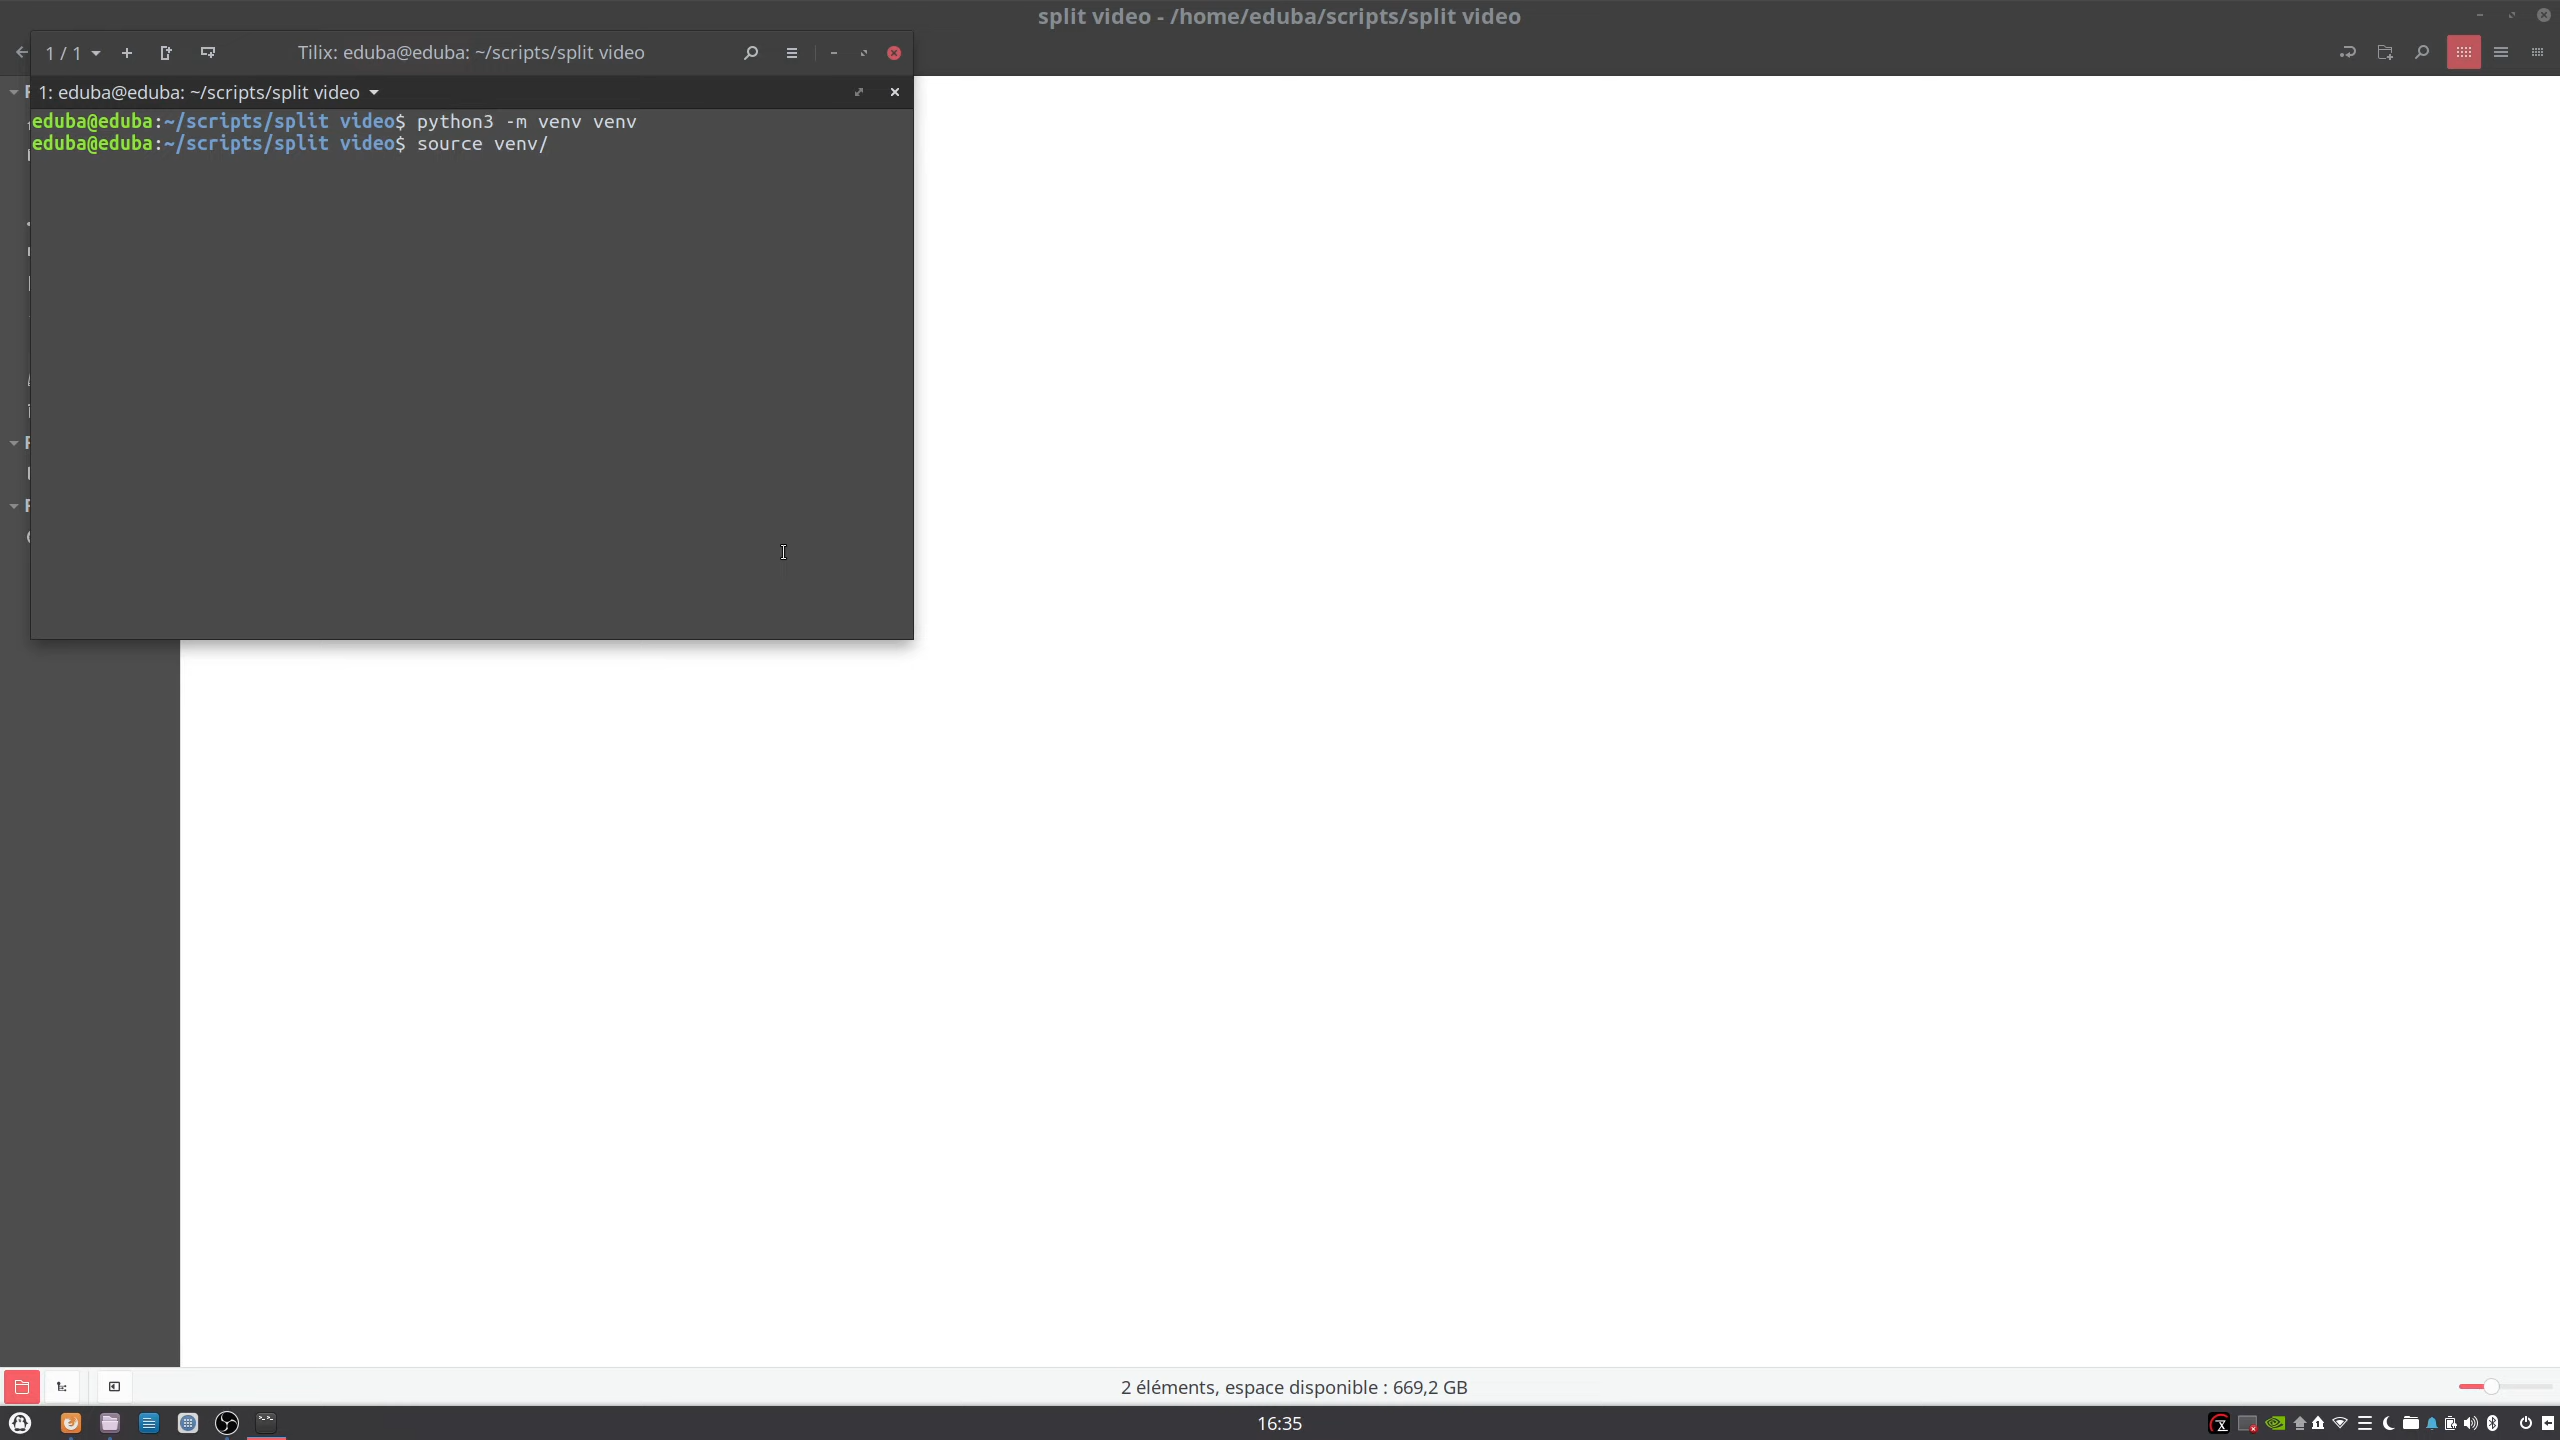 split video - /home/eduba/scripts/split video
1 / 1
Tilix: eduba@eduba: ~/scripts/split video
1: eduba@eduba: ~/scripts/split video
eduba@eduba:~/scripts/split video$ python3 -m venv venv
eduba@eduba:~/scripts/split video$ source venv/
2 éléments, espace disponible : 669,2 GB
16:35